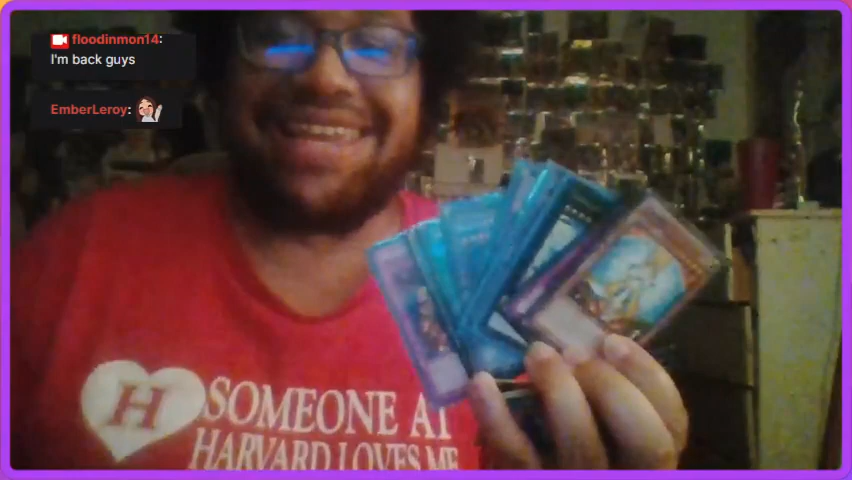 floodinmon14:
I'm back guys
EmberLeroy:
H
SOMEONE AT
HARVARD LOVES ME